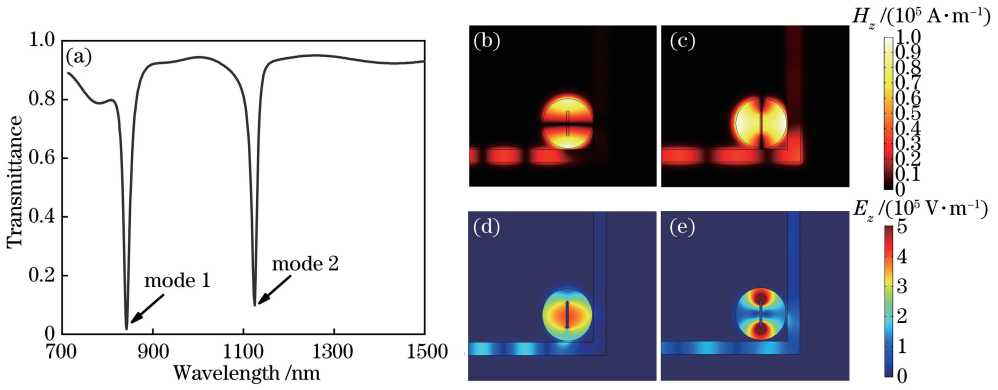 (a)
Transmittance
1.0
0.8
0.6
0.4
0.2
0
mode 1
mode 2
700
900
1100
1300
1500
Wavelength /nm
(b)
(c)
H_z /(10⁵ A·m⁻¹)
1.0
0.9
0.8
0.7
0.6
0.5
0.4
0.3
0.2
0.1
0
(d)
(e)
E_z /(10⁵ V·m⁻¹)
5
4
3
2
1
0